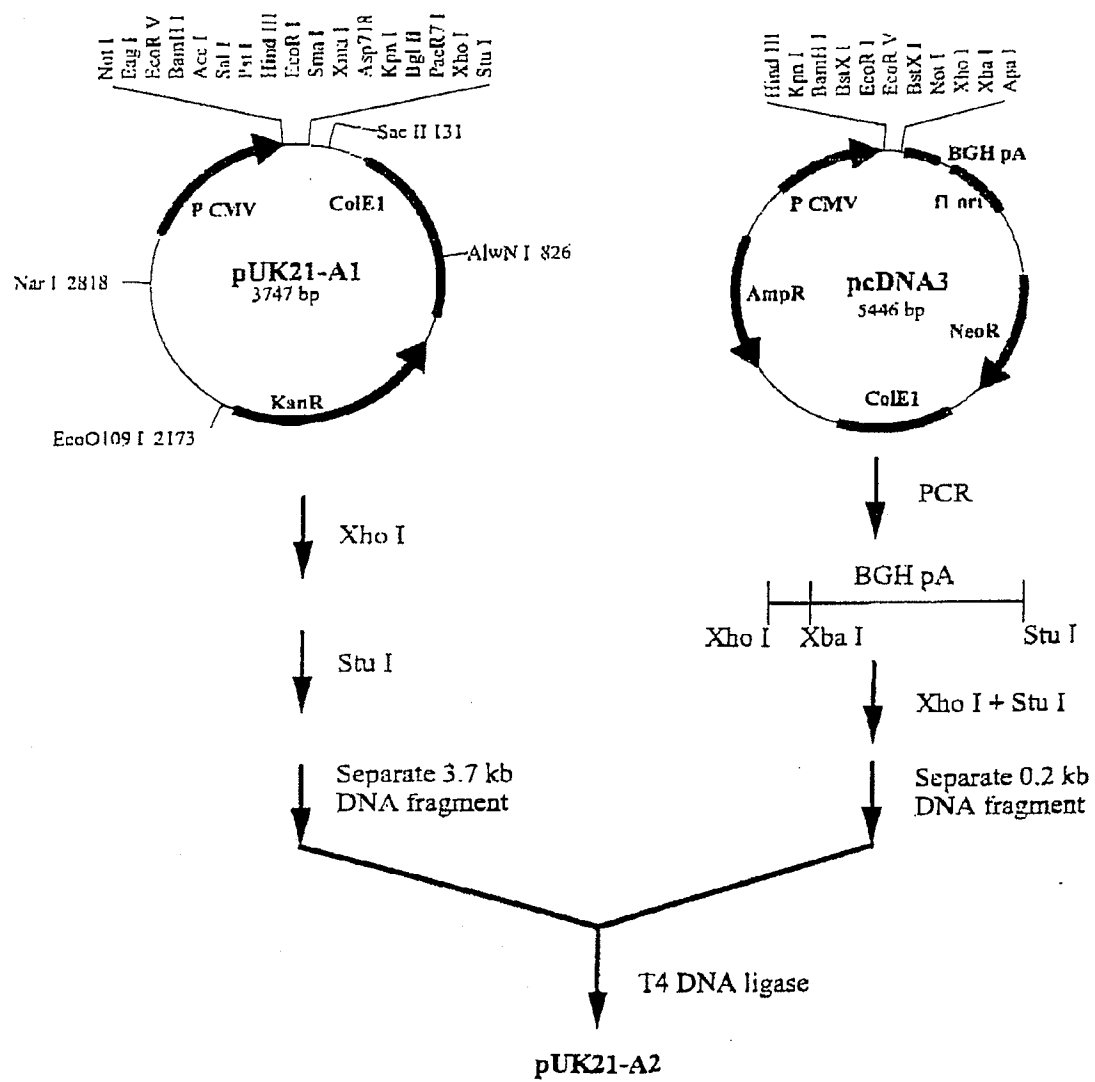 Not I
Eag I
EcoR V
BamH I
Acc I
Sal I
Pst I
Hind III
EcoR I
Sma I
Xma I
Asp718
Kpn I
Bgl II
PaeR7 I
Xho I
Stu I
Sac II 131
P CMV
ColE1
AlwN I 826
pUK21-A1
3747 bp
Nar I 2818
KanR
EcoO109 I 2173
Hind III
Kpn I
BamH I
BstX I
EcoR I
EcoR V
BstX I
Not I
Xho I
Xba I
Apa I
BGH pA
P CMV
f1 ori
AmpR
pcDNA3
5446 bp
NeoR
ColE1
Xho I
Stu I
Separate 3.7 kb
DNA fragment
PCR
BGH pA
Xho I
Xba I
Stu I
Xho I + Stu I
Separate 0.2 kb
DNA fragment
T4 DNA ligase
pUK21-A2